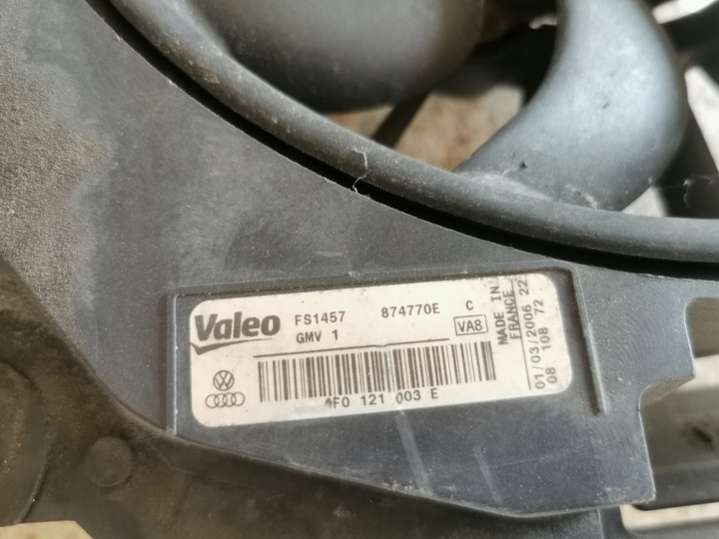 Valeo FS1457 874770E C
GMV 1 VA8
4F0 121 003 E
MADE IN
FRANCE
01/03/2006 22
08 108 72